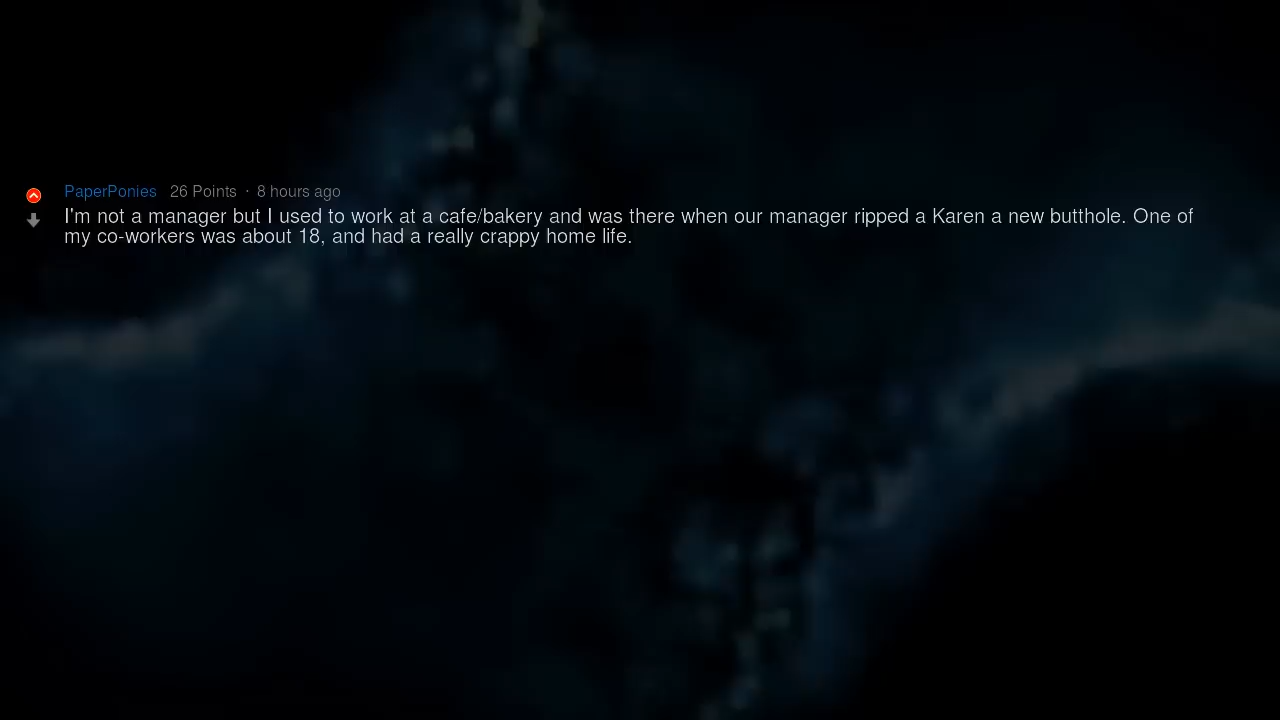 PaperPonies 26 Points · 8 hours ago
I'm not a manager but I used to work at a cafe/bakery and was there when our manager ripped a Karen a new butthole. One of
my co-workers was about 18, and had a really crappy home life.